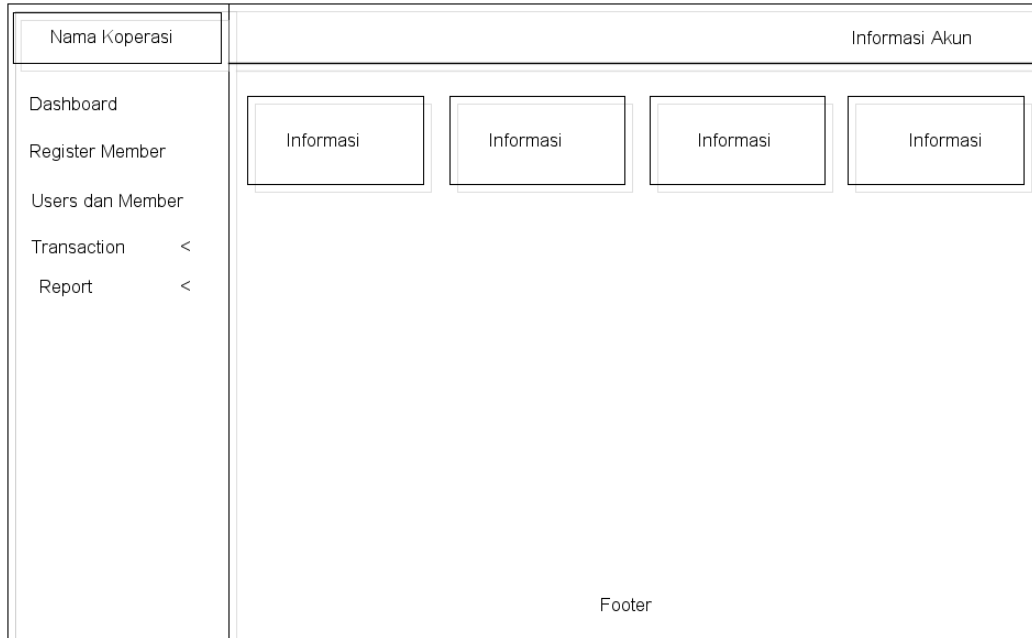 Nama Koperasi
Informasi Akun
Dashboard
Register Member
Users dan Member
Transaction <
Report <
Informasi
Informasi
Informasi
Informasi
Footer